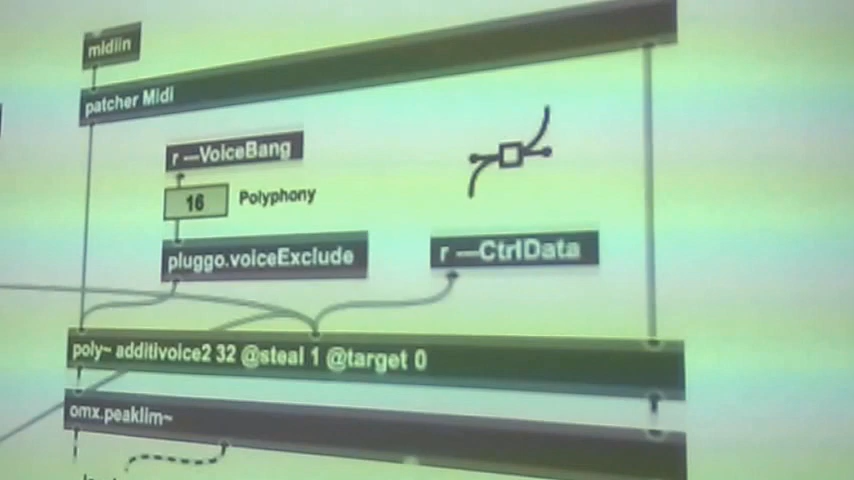 midiin
patcher Midi
r ---VoiceBang
16 Polyphony
pluggo.voiceExclude
r ---CtrlData
poly~ additivoice2 32 @steal 1 @target 0
omx.peaklim~